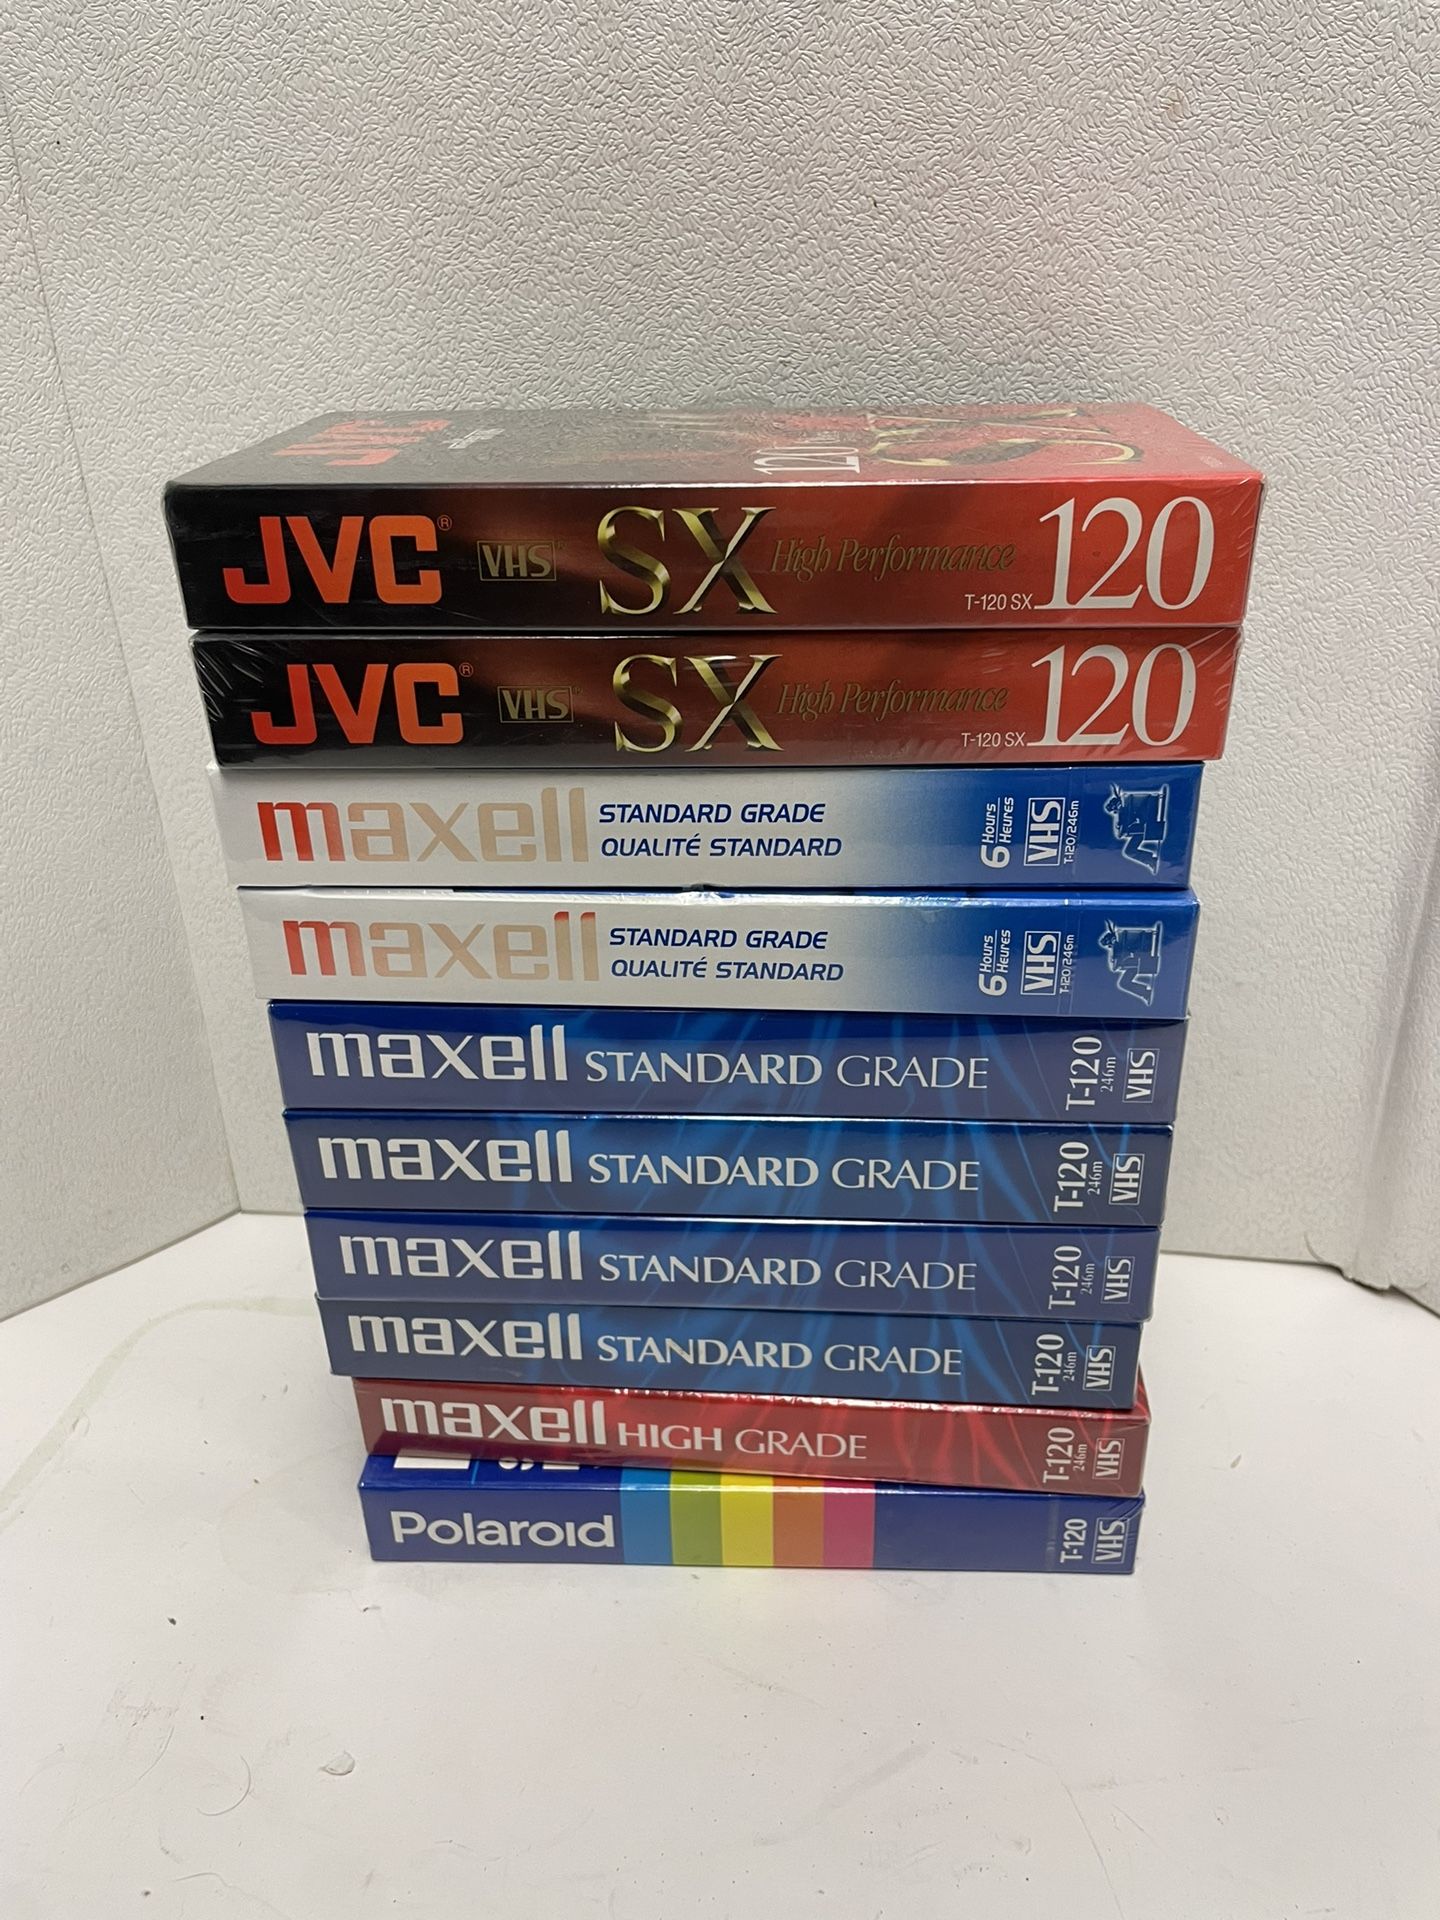 JVC
120
SX
JVC® VHS SX High Performance T-120 SX 120
JVC® VHS SX High Performance T-120 SX 120
maxell STANDARD GRADE
QUALITÉ STANDARD
6 Hours
Heures
VHS
T-120/246m
maxell STANDARD GRADE
QUALITÉ STANDARD
6 Hours
Heures
VHS
T-120/246m
maxell STANDARD GRADE T-120
246m
VHS
maxell STANDARD GRADE T-120
246m
VHS
maxell STANDARD GRADE T-120
246m
VHS
maxell STANDARD GRADE T-120
246m
VHS
maxell HIGH GRADE T-120
246m
VHS
Polaroid T-120
VHS